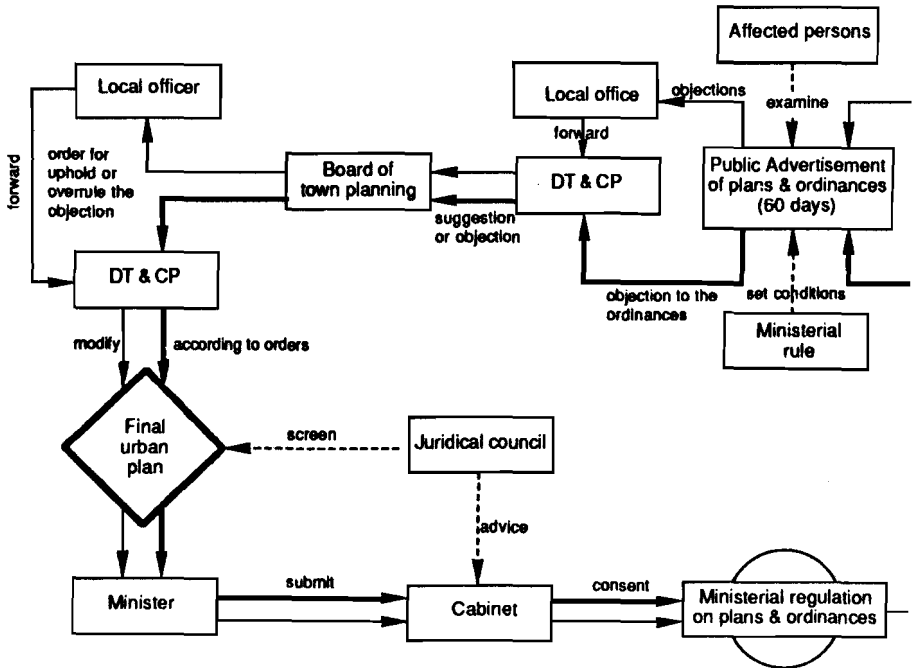 Affected persons
Local officer
Local office
objections
examine
forward
forward
order for
uphold or
overrule the
objection
Board of
town planning
DT & CP
Public Advertisement
of plans & ordinances
(60 days)
suggestion
or objection
DT & CP
objection to the
ordinances
set conditions
Ministerial
rule
modify
according to orders
Final
urban
plan
screen
Juridical council
advice
Minister
submit
Cabinet
consent
Ministerial regulation
on plans & ordinances